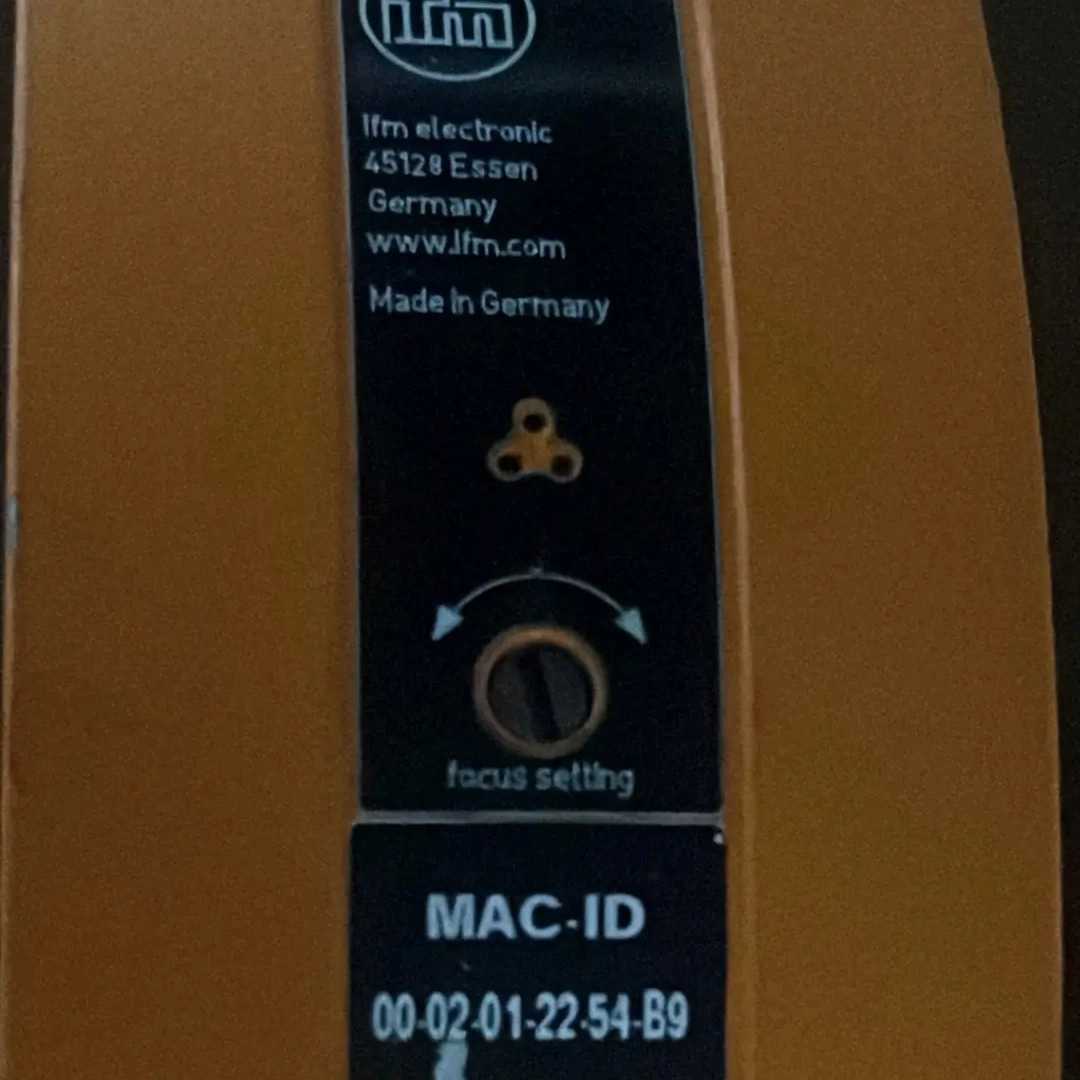 ifm
ifm electronic
45128 Essen
Germany
www.ifm.com
Made in Germany
focus setting
MAC-ID
00-02-01-22-54-B9